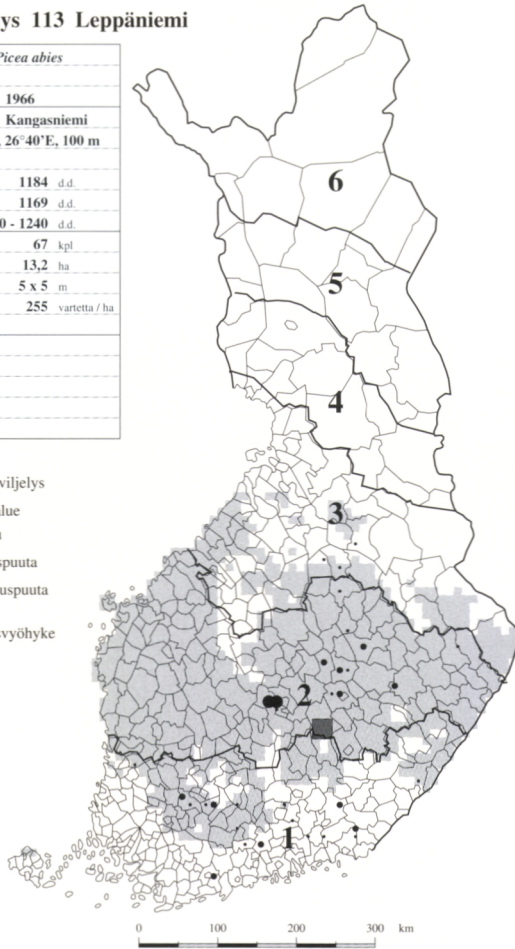 ys 113 Leppäniemi
Picea abies
1966
Kangasniemi
, 26°40'E, 100 m
1184 d.d.
1169 d.d.
0 - 1240 d.d.
67 kpl
13,2 ha
5 x 5 m
255 vartetta / ha
viljelys
lue
spuuta
uspuuta
svyöhyke
6
5
4
3
2
1
0 100 200 300 km